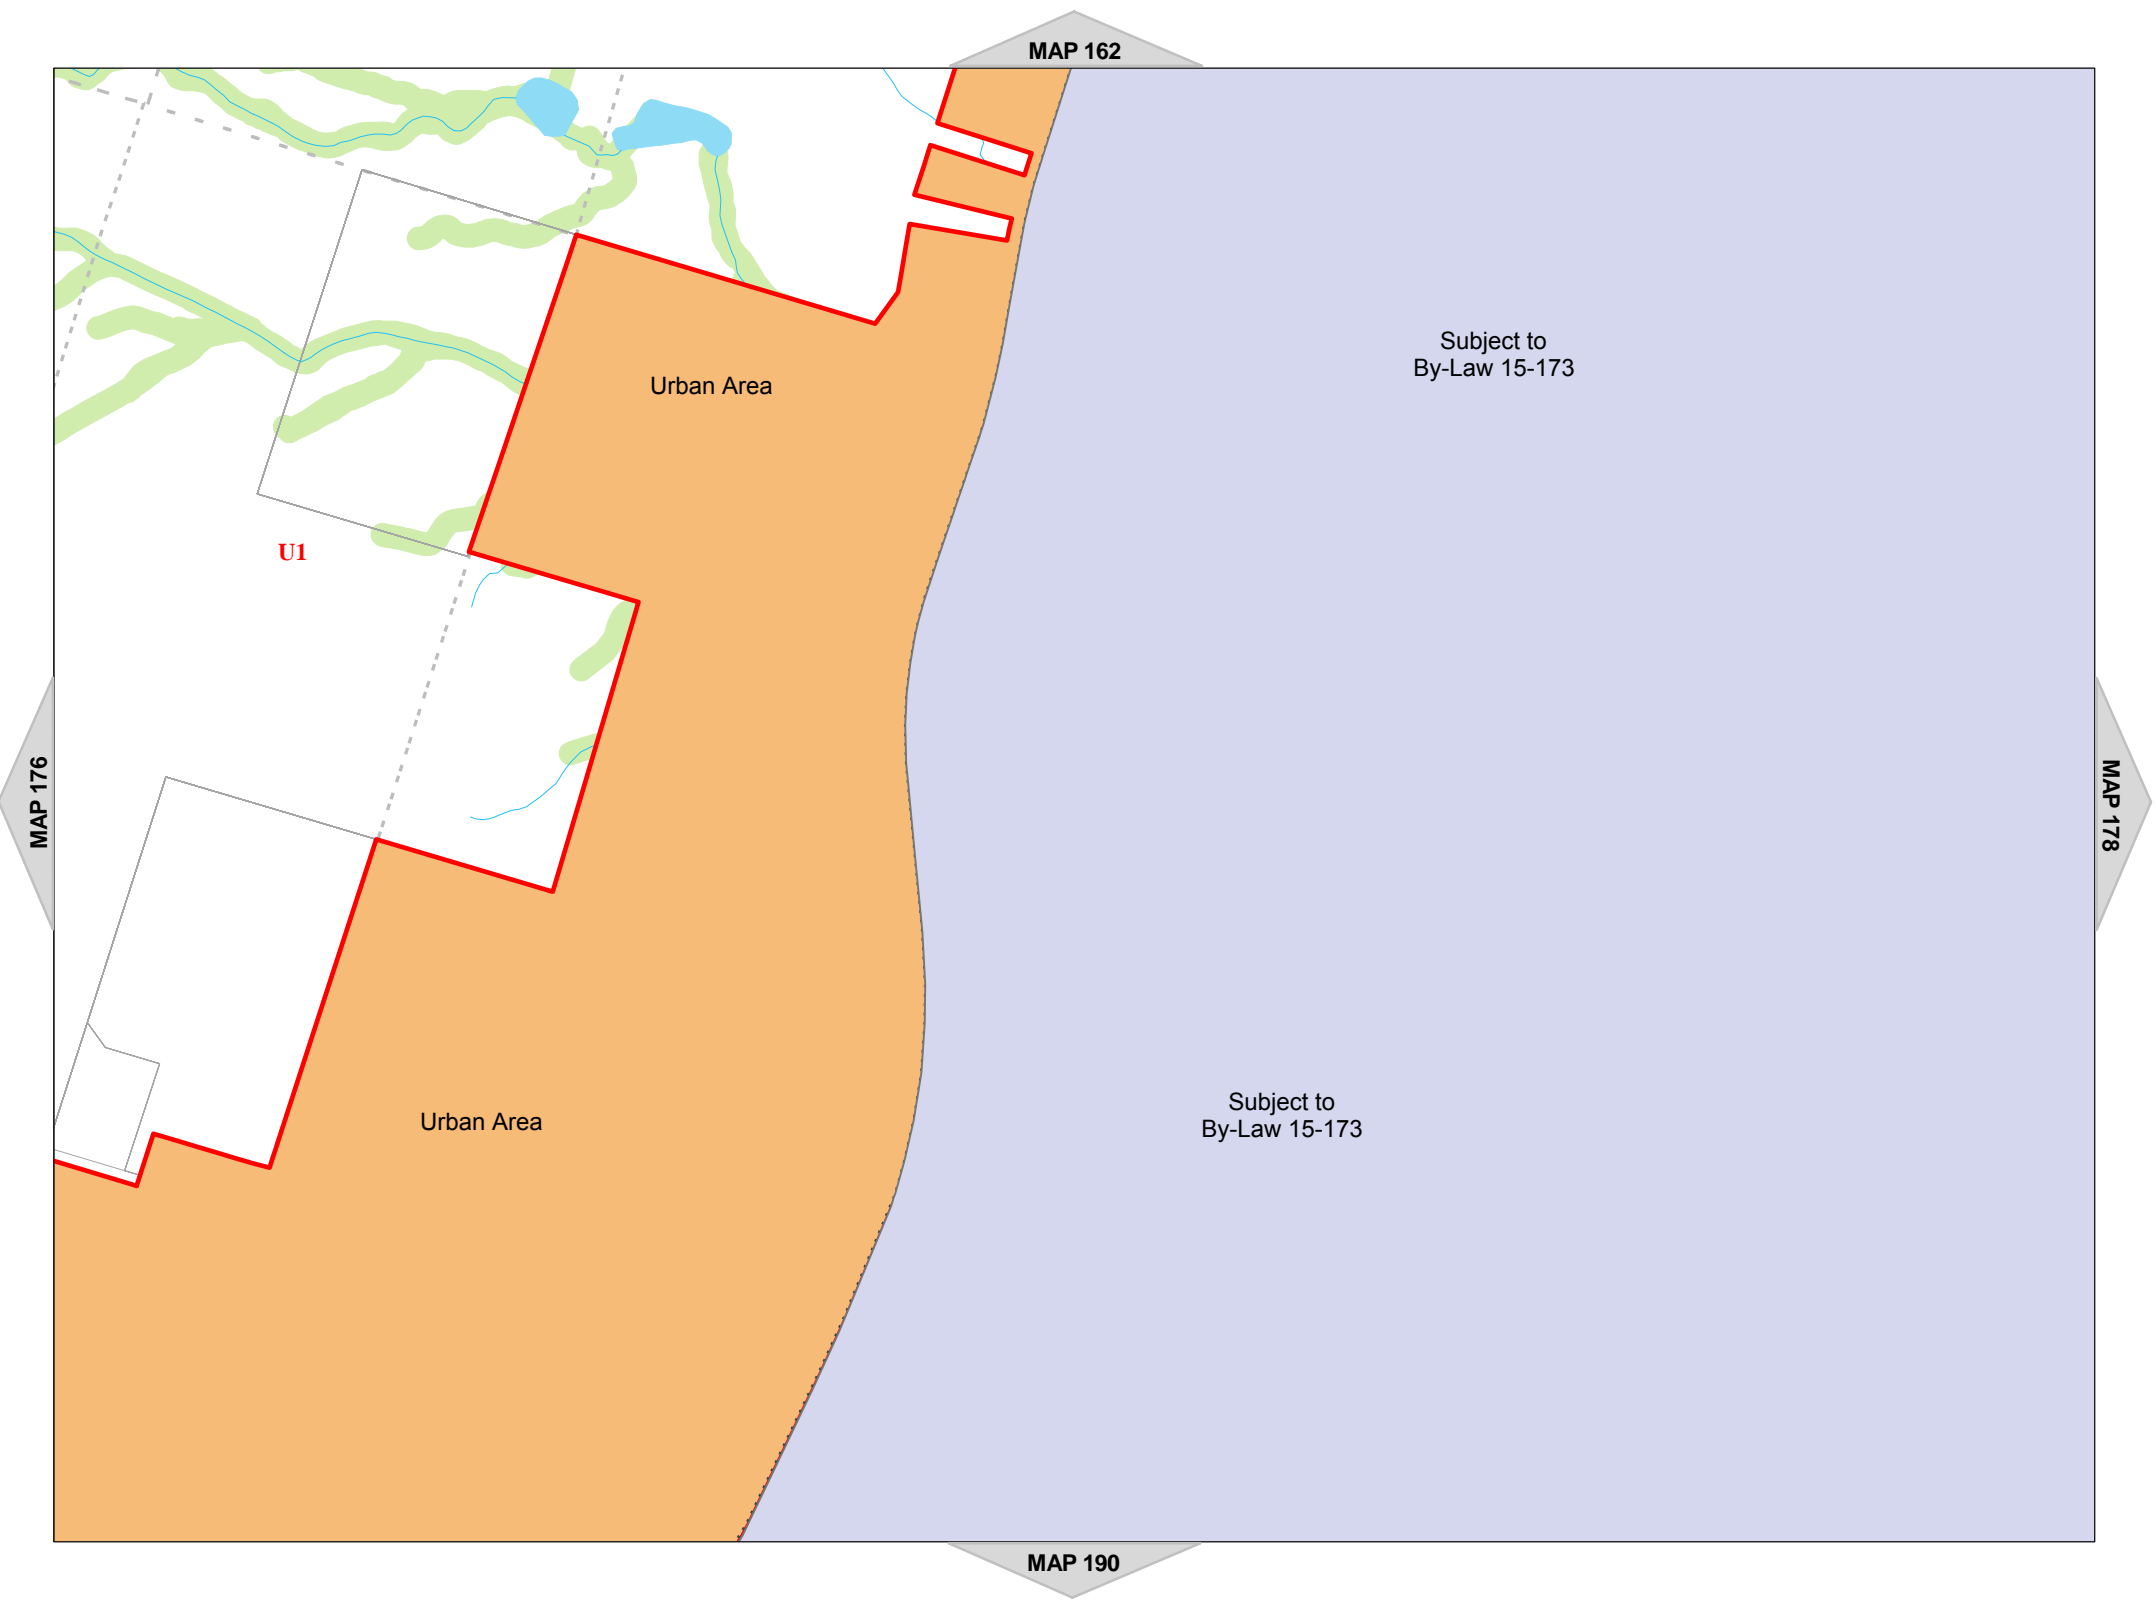 MAP 162
Subject to
By-Law 15-173
Urban Area
U1
MAP 176
MAP 178
Subject to
By-Law 15-173
Urban Area
MAP 190